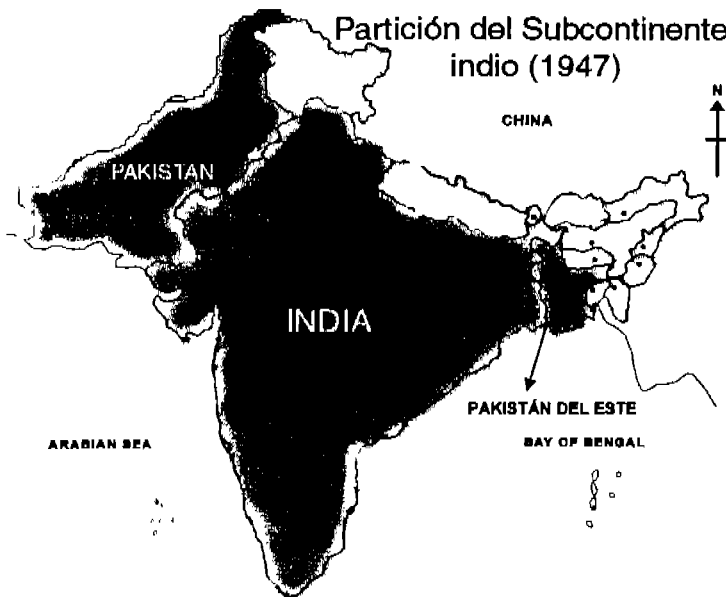 Partición del Subcontinente
indio (1947)
N
CHINA
PAKISTAN
INDIA
PAKISTÁN DEL ESTE
ARABIAN SEA
BAY OF BENGAL